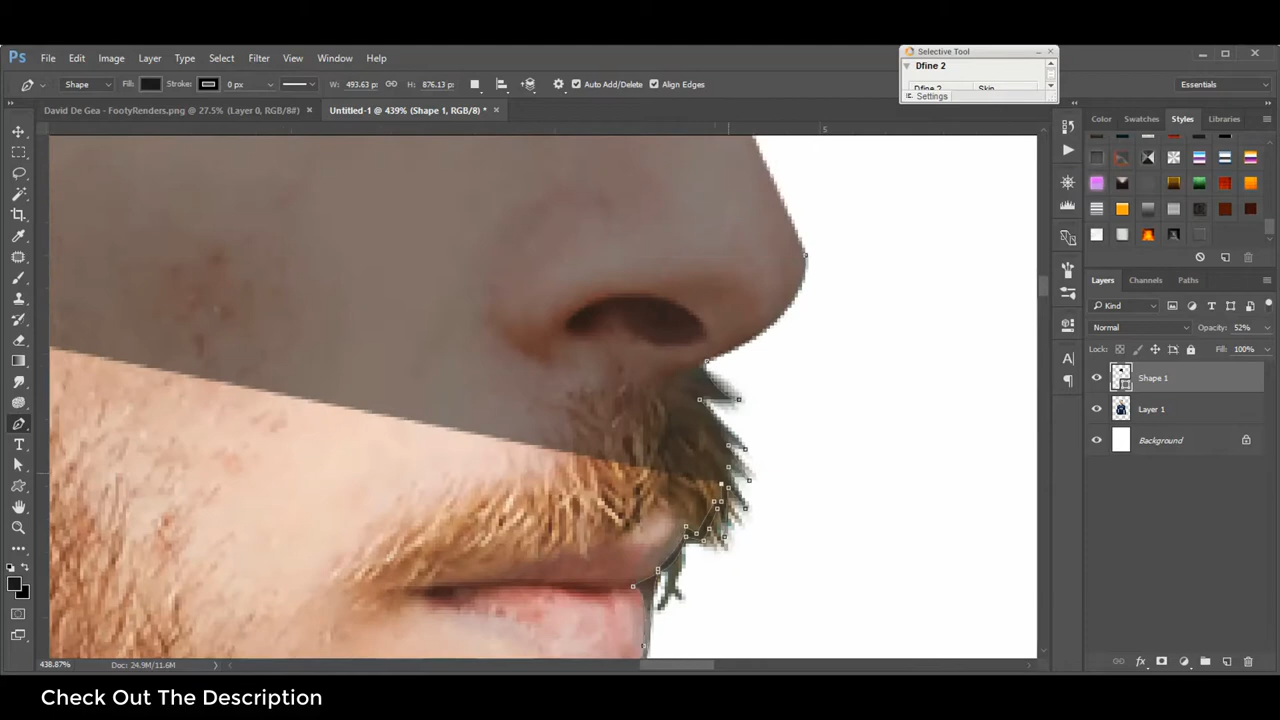 Ps File Edit Image Layer Type Select Filter View Window Help
Selective Tool
Dfine 2
Dfine 2 Skin
Settings
Shape Fill: Stroke: 0 px W: 493.63 p: H: 876.13 p: Auto Add/Delete Align Edges
Essentials
David De Gea - FootyRenders.png @ 27.5% (Layer 0, RGB/8#) × Untitled-1 @ 439% (Shape 1, RGB/8) * ×
Color Swatches Styles Libraries
5
Layers Channels Paths
Kind
Normal Opacity: 52%
Lock: Fill: 100%
Shape 1
Layer 1
Background
438.87% Doc: 24.9M/11.6M
Check Out The Description